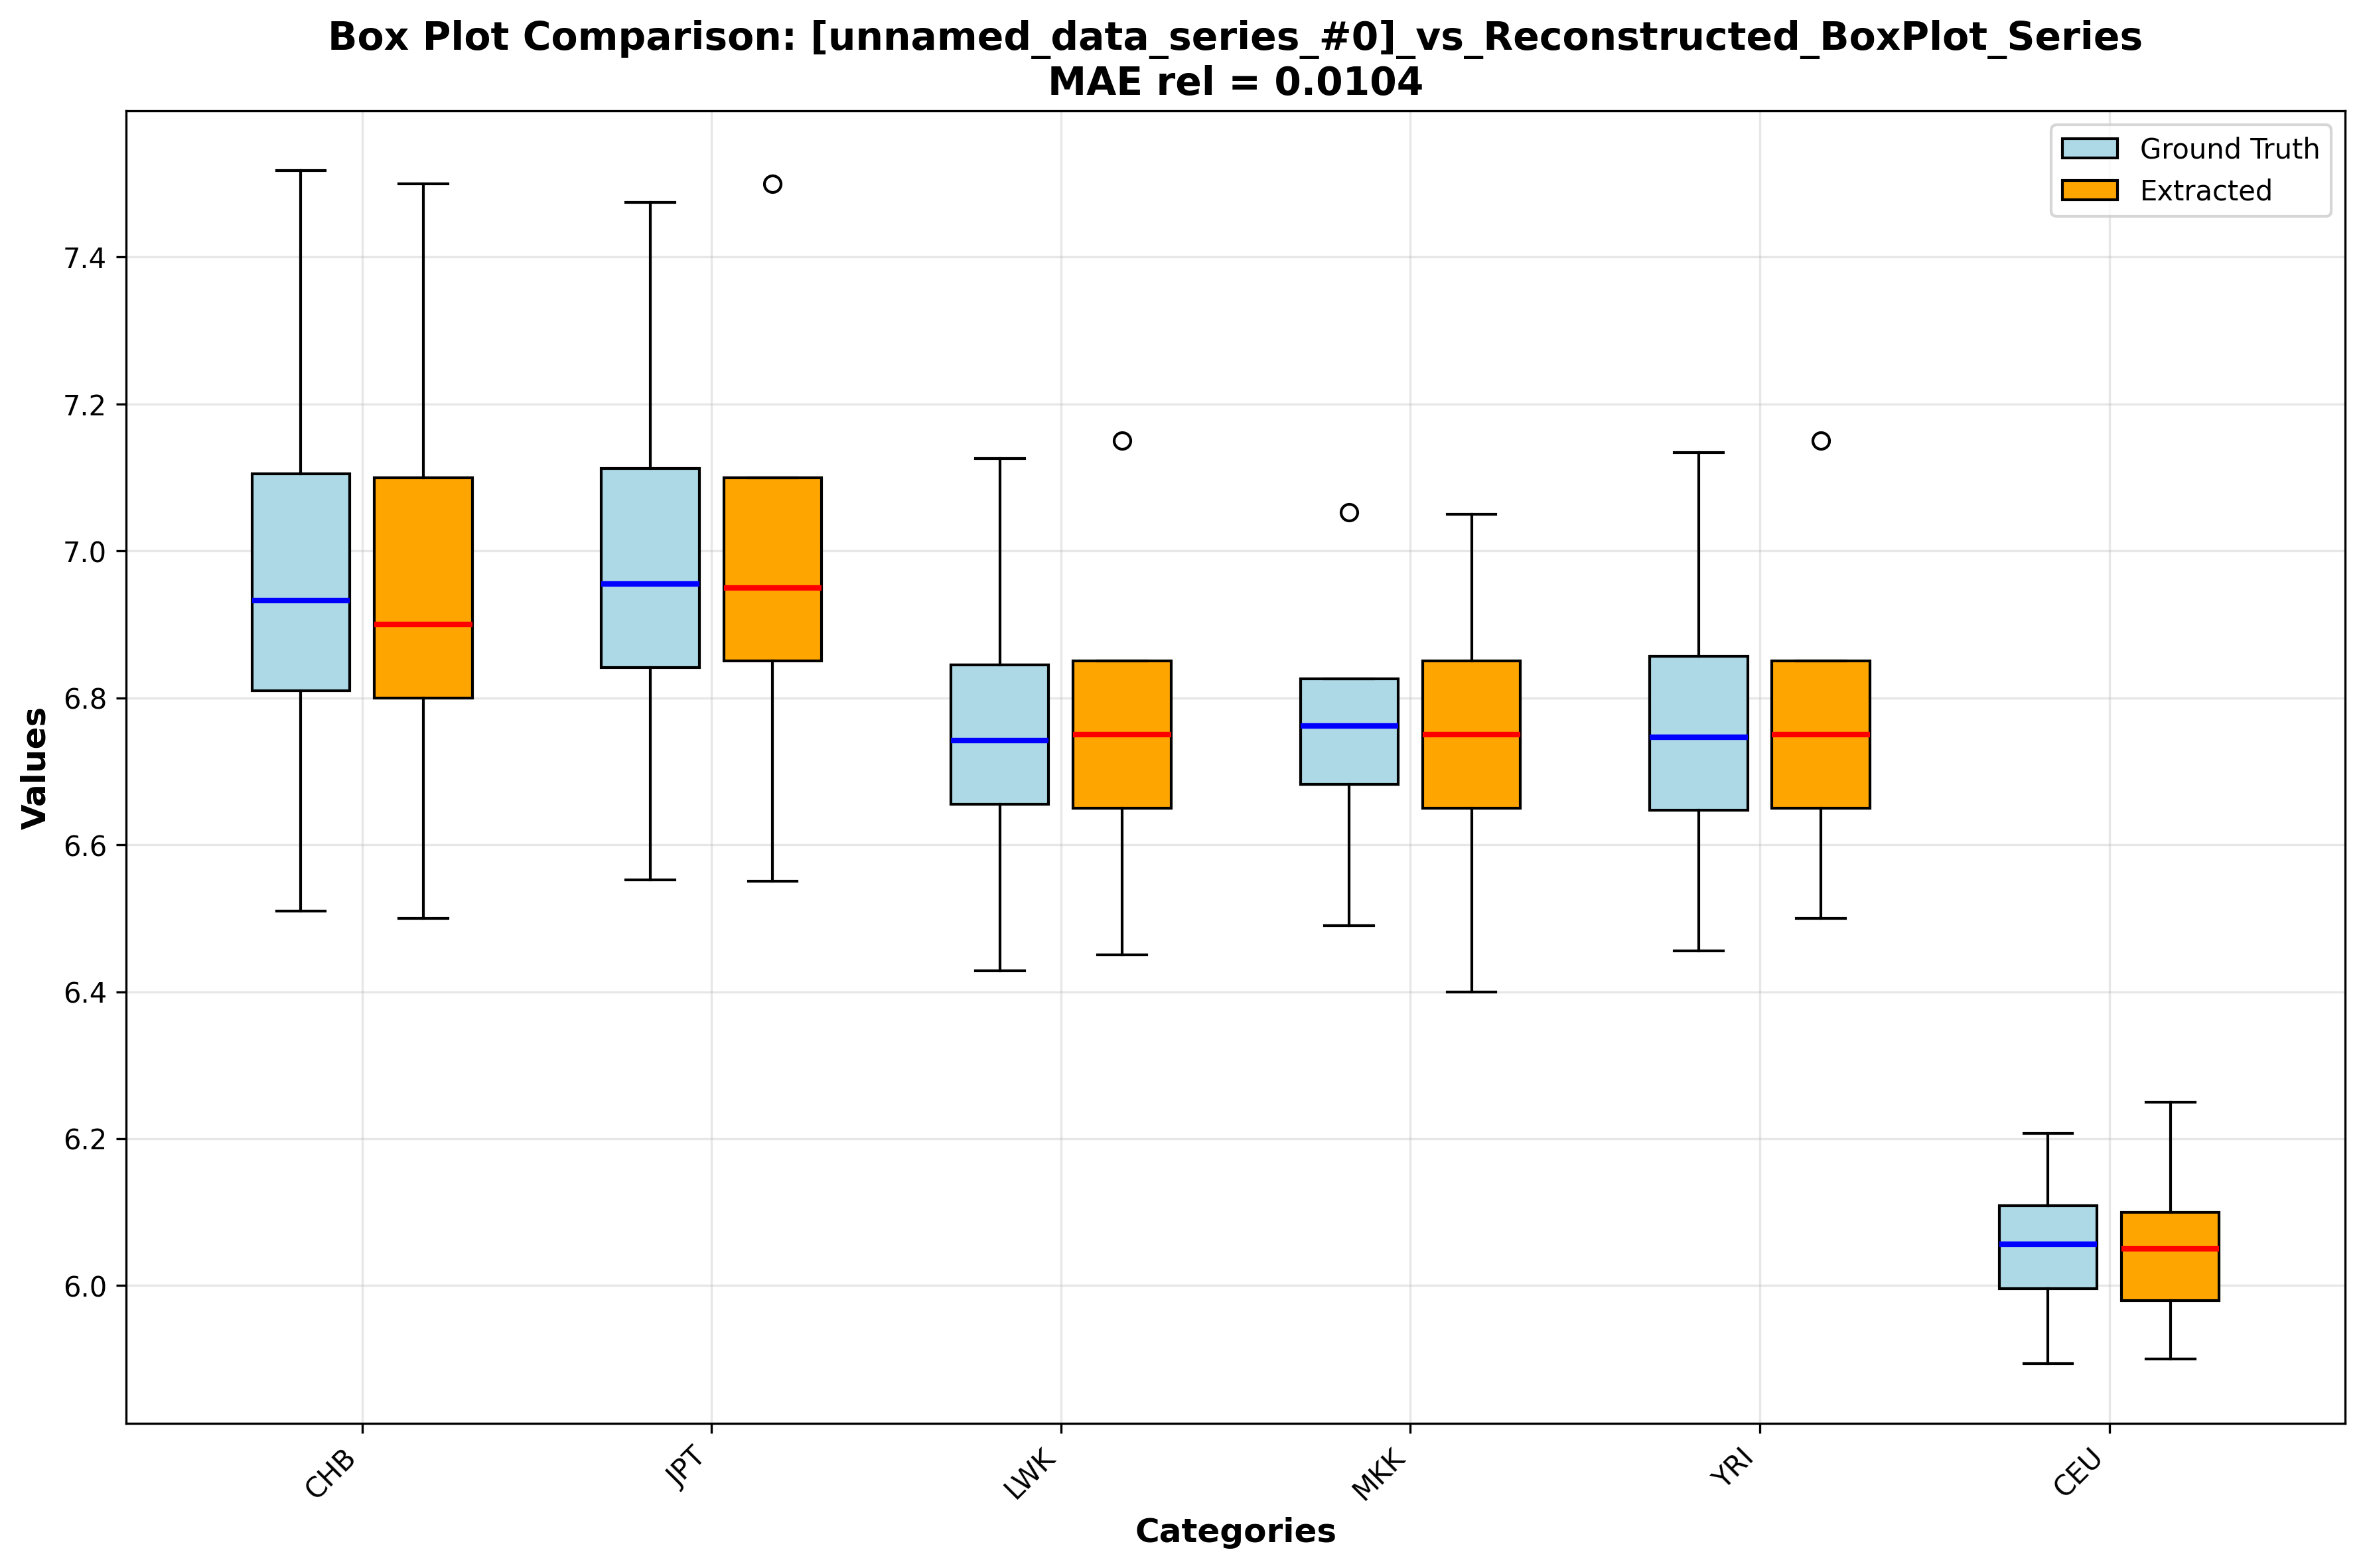 Box Plot Comparison: [unnamed_data_series_#0]_vs_Reconstructed_BoxPlot_Series
MAE rel = 0.0104
Ground Truth
Extracted
7.4
7.2
7.0
6.8
6.6
6.4
6.2
6.0
Values
CHB
JPT
LWK
MKK
YRI
CEU
Categories